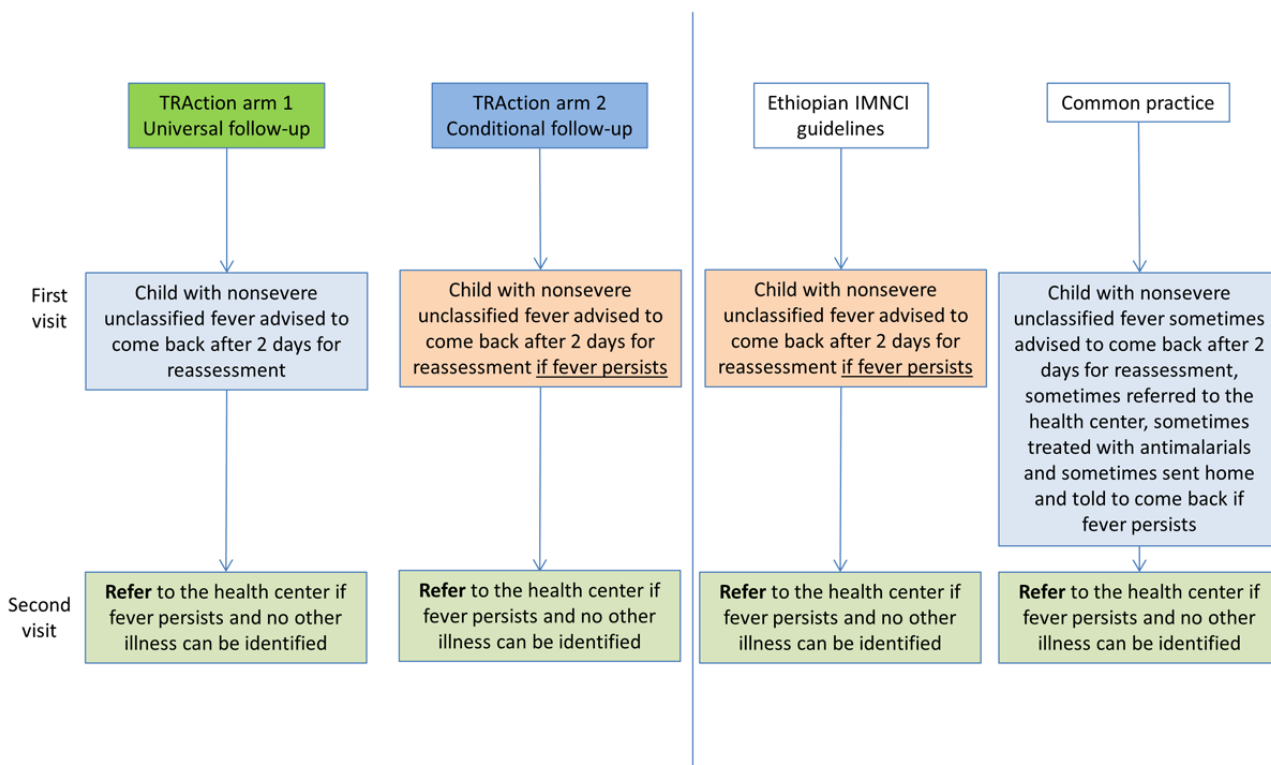 TRAction arm 1
Universal follow-up
TRAction arm 2
Conditional follow-up
Ethiopian IMNCI
guidelines
Common practice
First
visit
Child with nonsevere
unclassified fever advised to
come back after 2 days for
reassessment
Child with nonsevere
unclassified fever advised to
come back after 2 days for
reassessment if fever persists
Child with nonsevere
unclassified fever advised to
come back after 2 days for
reassessment if fever persists
Child with nonsevere
unclassified fever sometimes
advised to come back after 2
days for reassessment,
sometimes referred to the
health center, sometimes
treated with antimalarials
and sometimes sent home
and told to come back if
fever persists
Second
visit
Refer to the health center if
fever persists and no other
illness can be identified
Refer to the health center if
fever persists and no other
illness can be identified
Refer to the health center if
fever persists and no other
illness can be identified
Refer to the health center if
fever persists and no other
illness can be identified